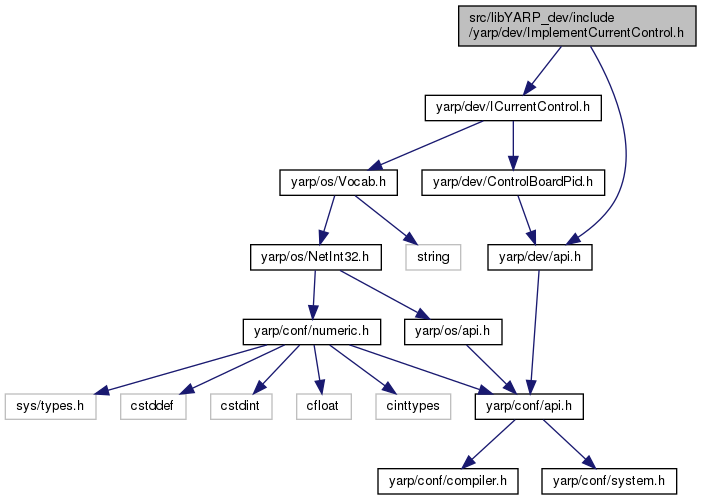 src/libYARP_dev/include
/yarp/dev/ImplementCurrentControl.h
yarp/dev/ICurrentControl.h
yarp/os/Vocab.h
yarp/dev/ControlBoardPid.h
yarp/os/NetInt32.h
string
yarp/dev/api.h
yarp/conf/numeric.h
yarp/os/api.h
sys/types.h
cstddef
cstdint
cfloat
cinttypes
yarp/conf/api.h
yarp/conf/compiler.h
yarp/conf/system.h